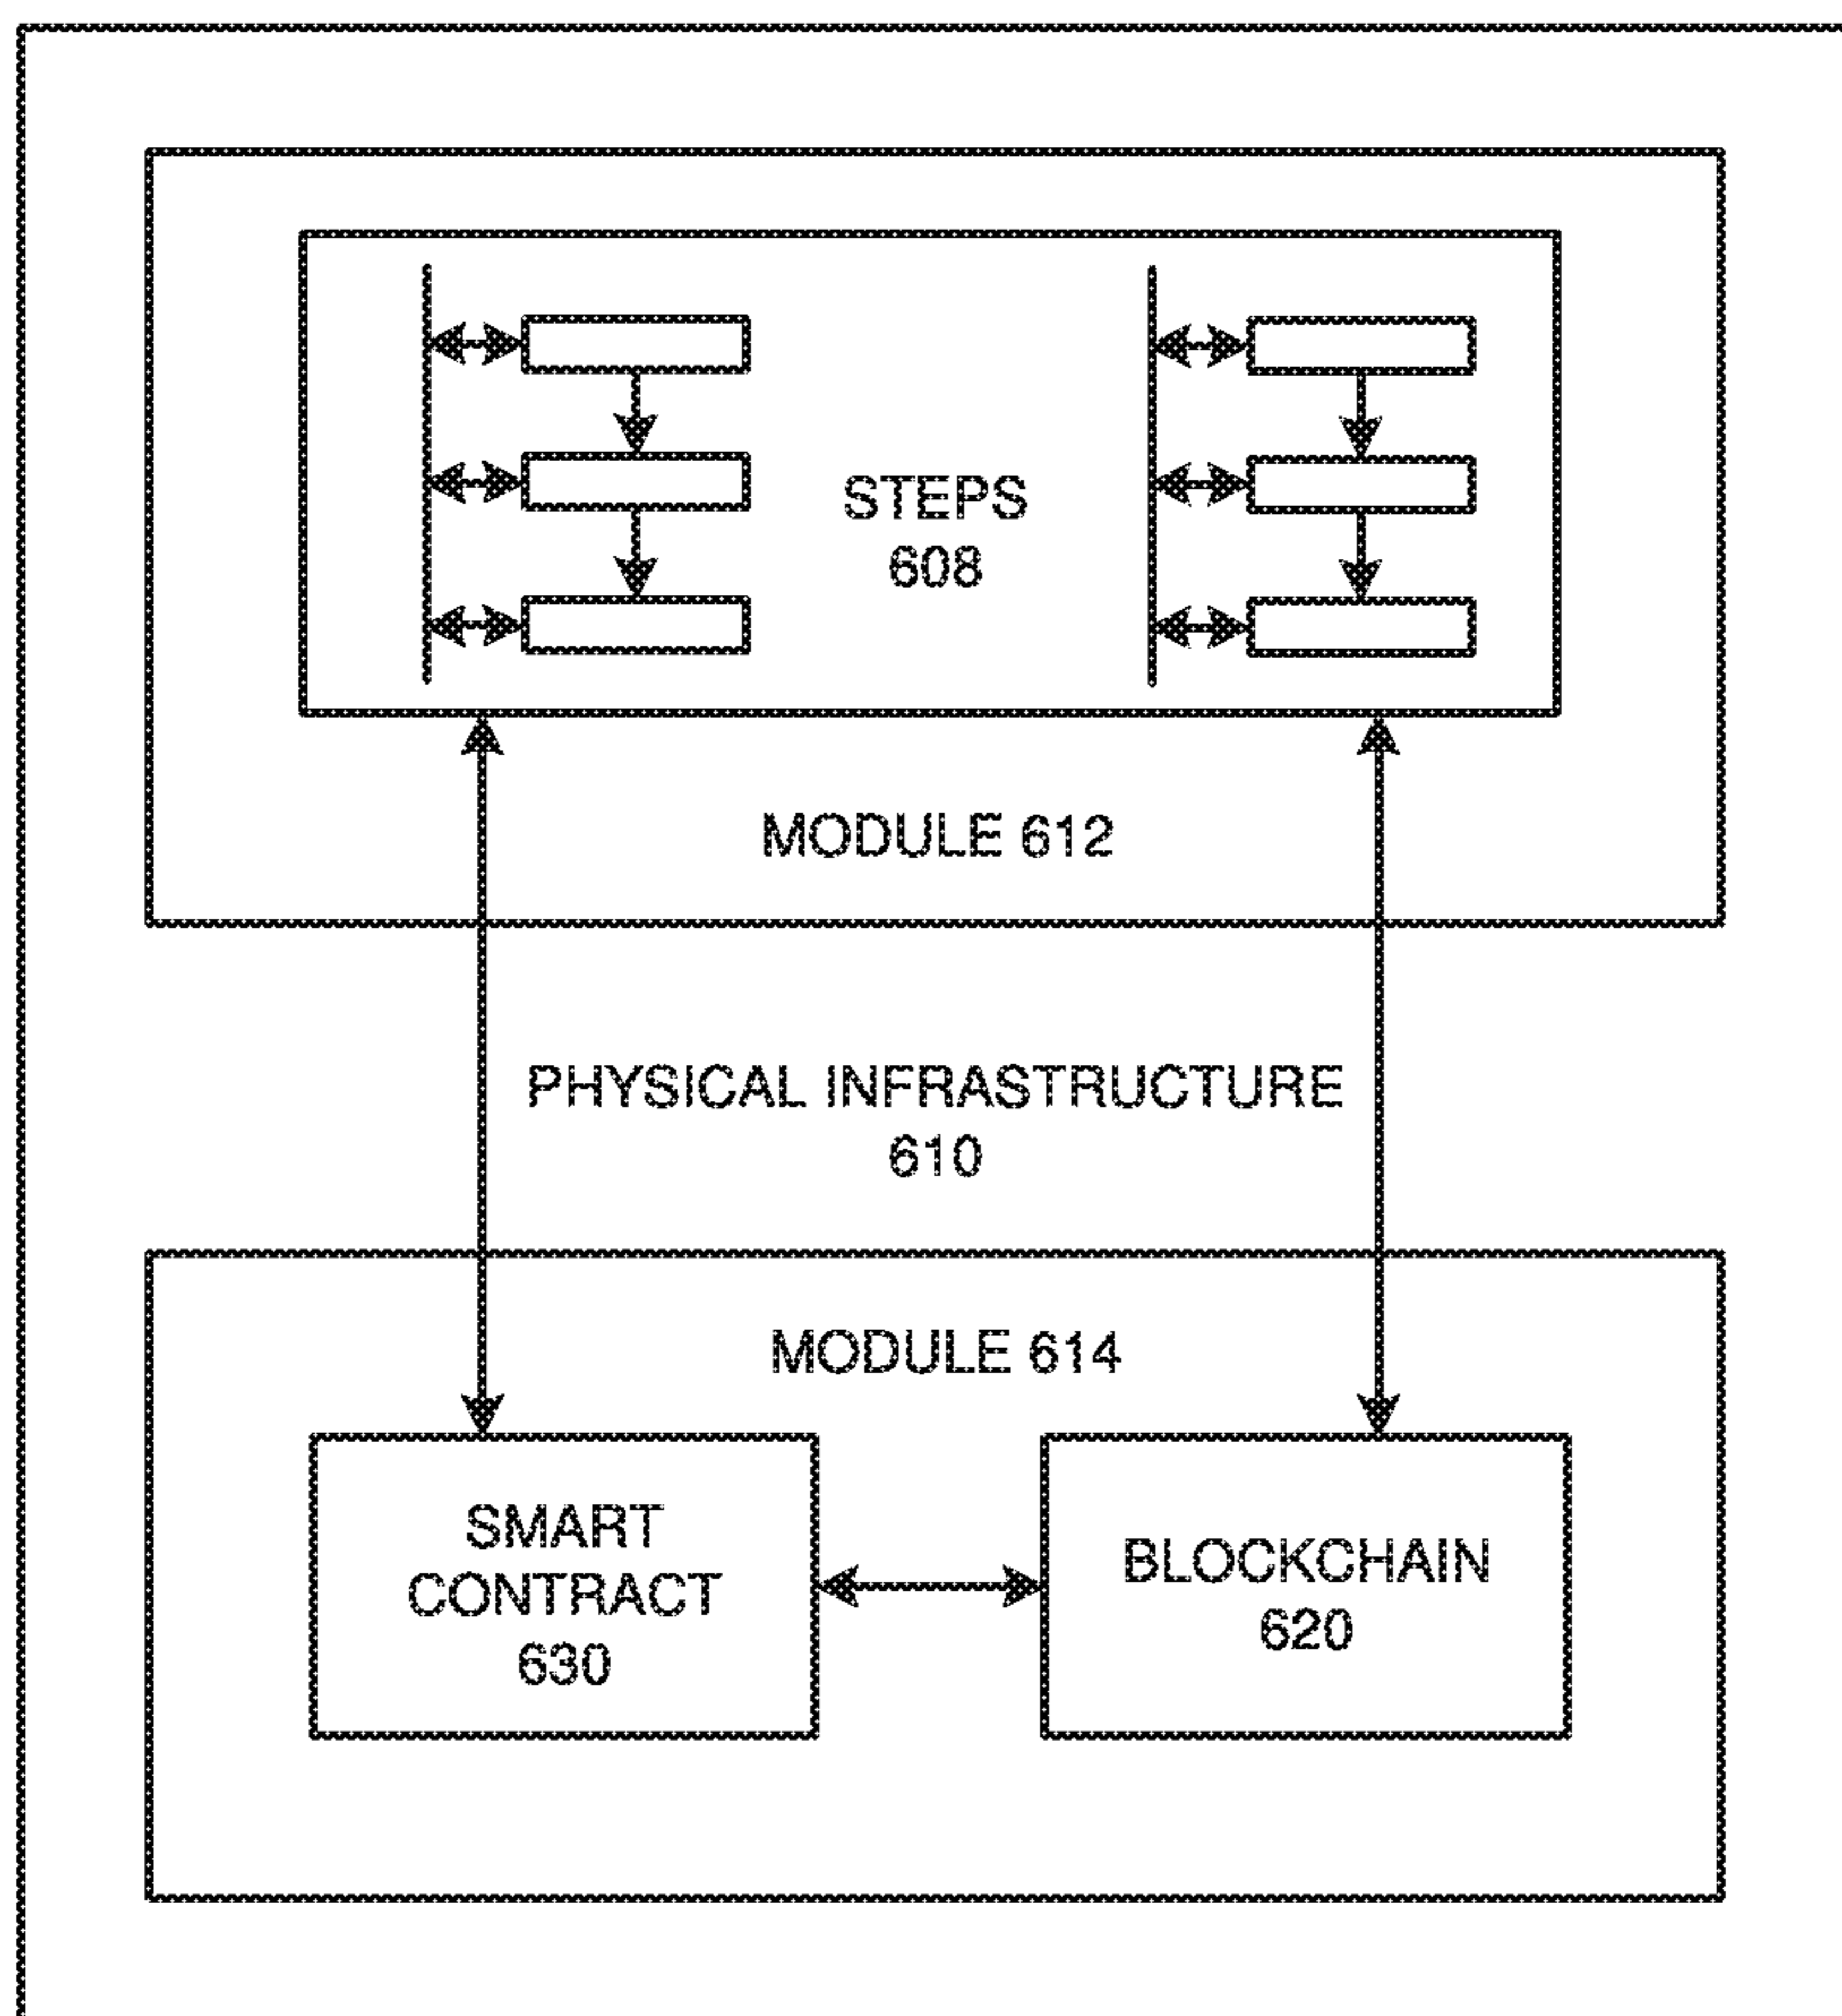 STEPS
608
MODULE 612
PHYSICAL INFRASTRUCTURE
610
MODULE 614
SMART
CONTRACT
630
BLOCKCHAIN
620